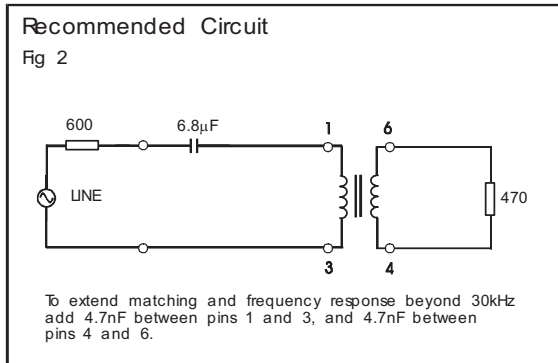 Recommended Circuit
Fig 2
600
6.8µF
1
6
LINE
470
3
4
To extend matching and frequency response beyond 30kHz
add 4.7nF between pins 1 and 3, and 4.7nF between
pins 4 and 6.